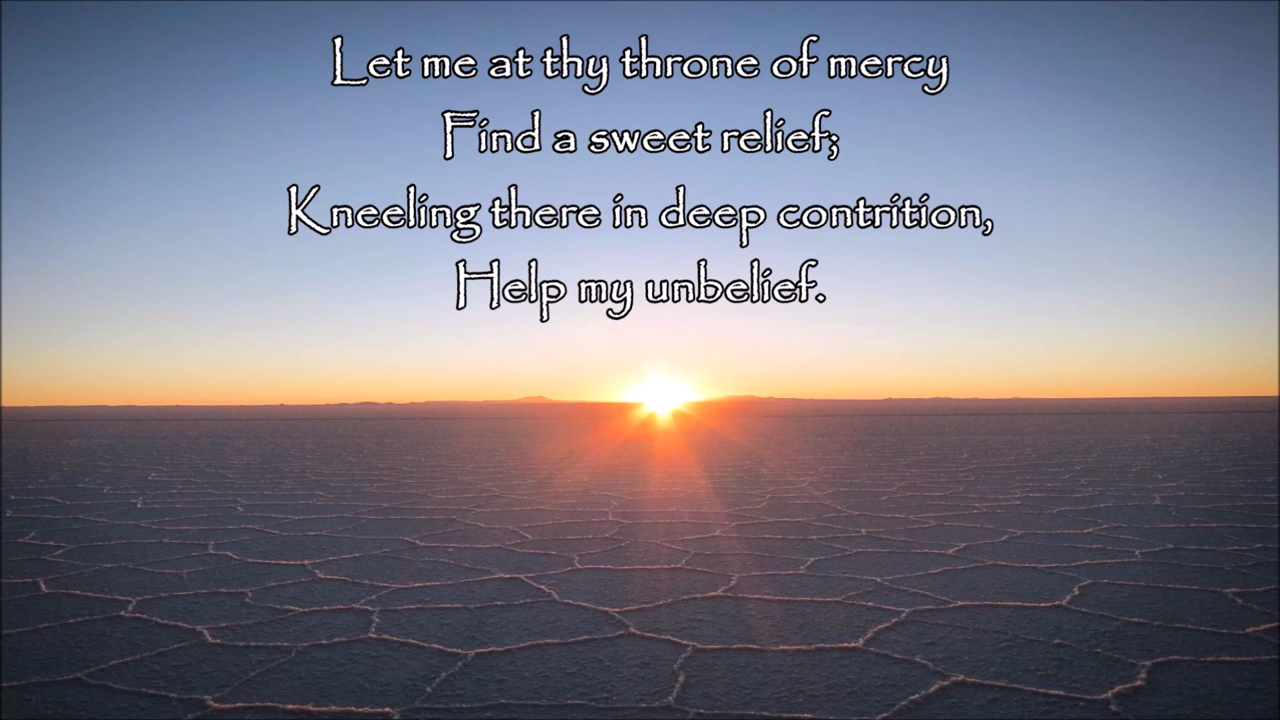 Let me at thy throne of mercy
Find a sweet relief;
Kneeling there in deep contrition,
Help my unbelief.